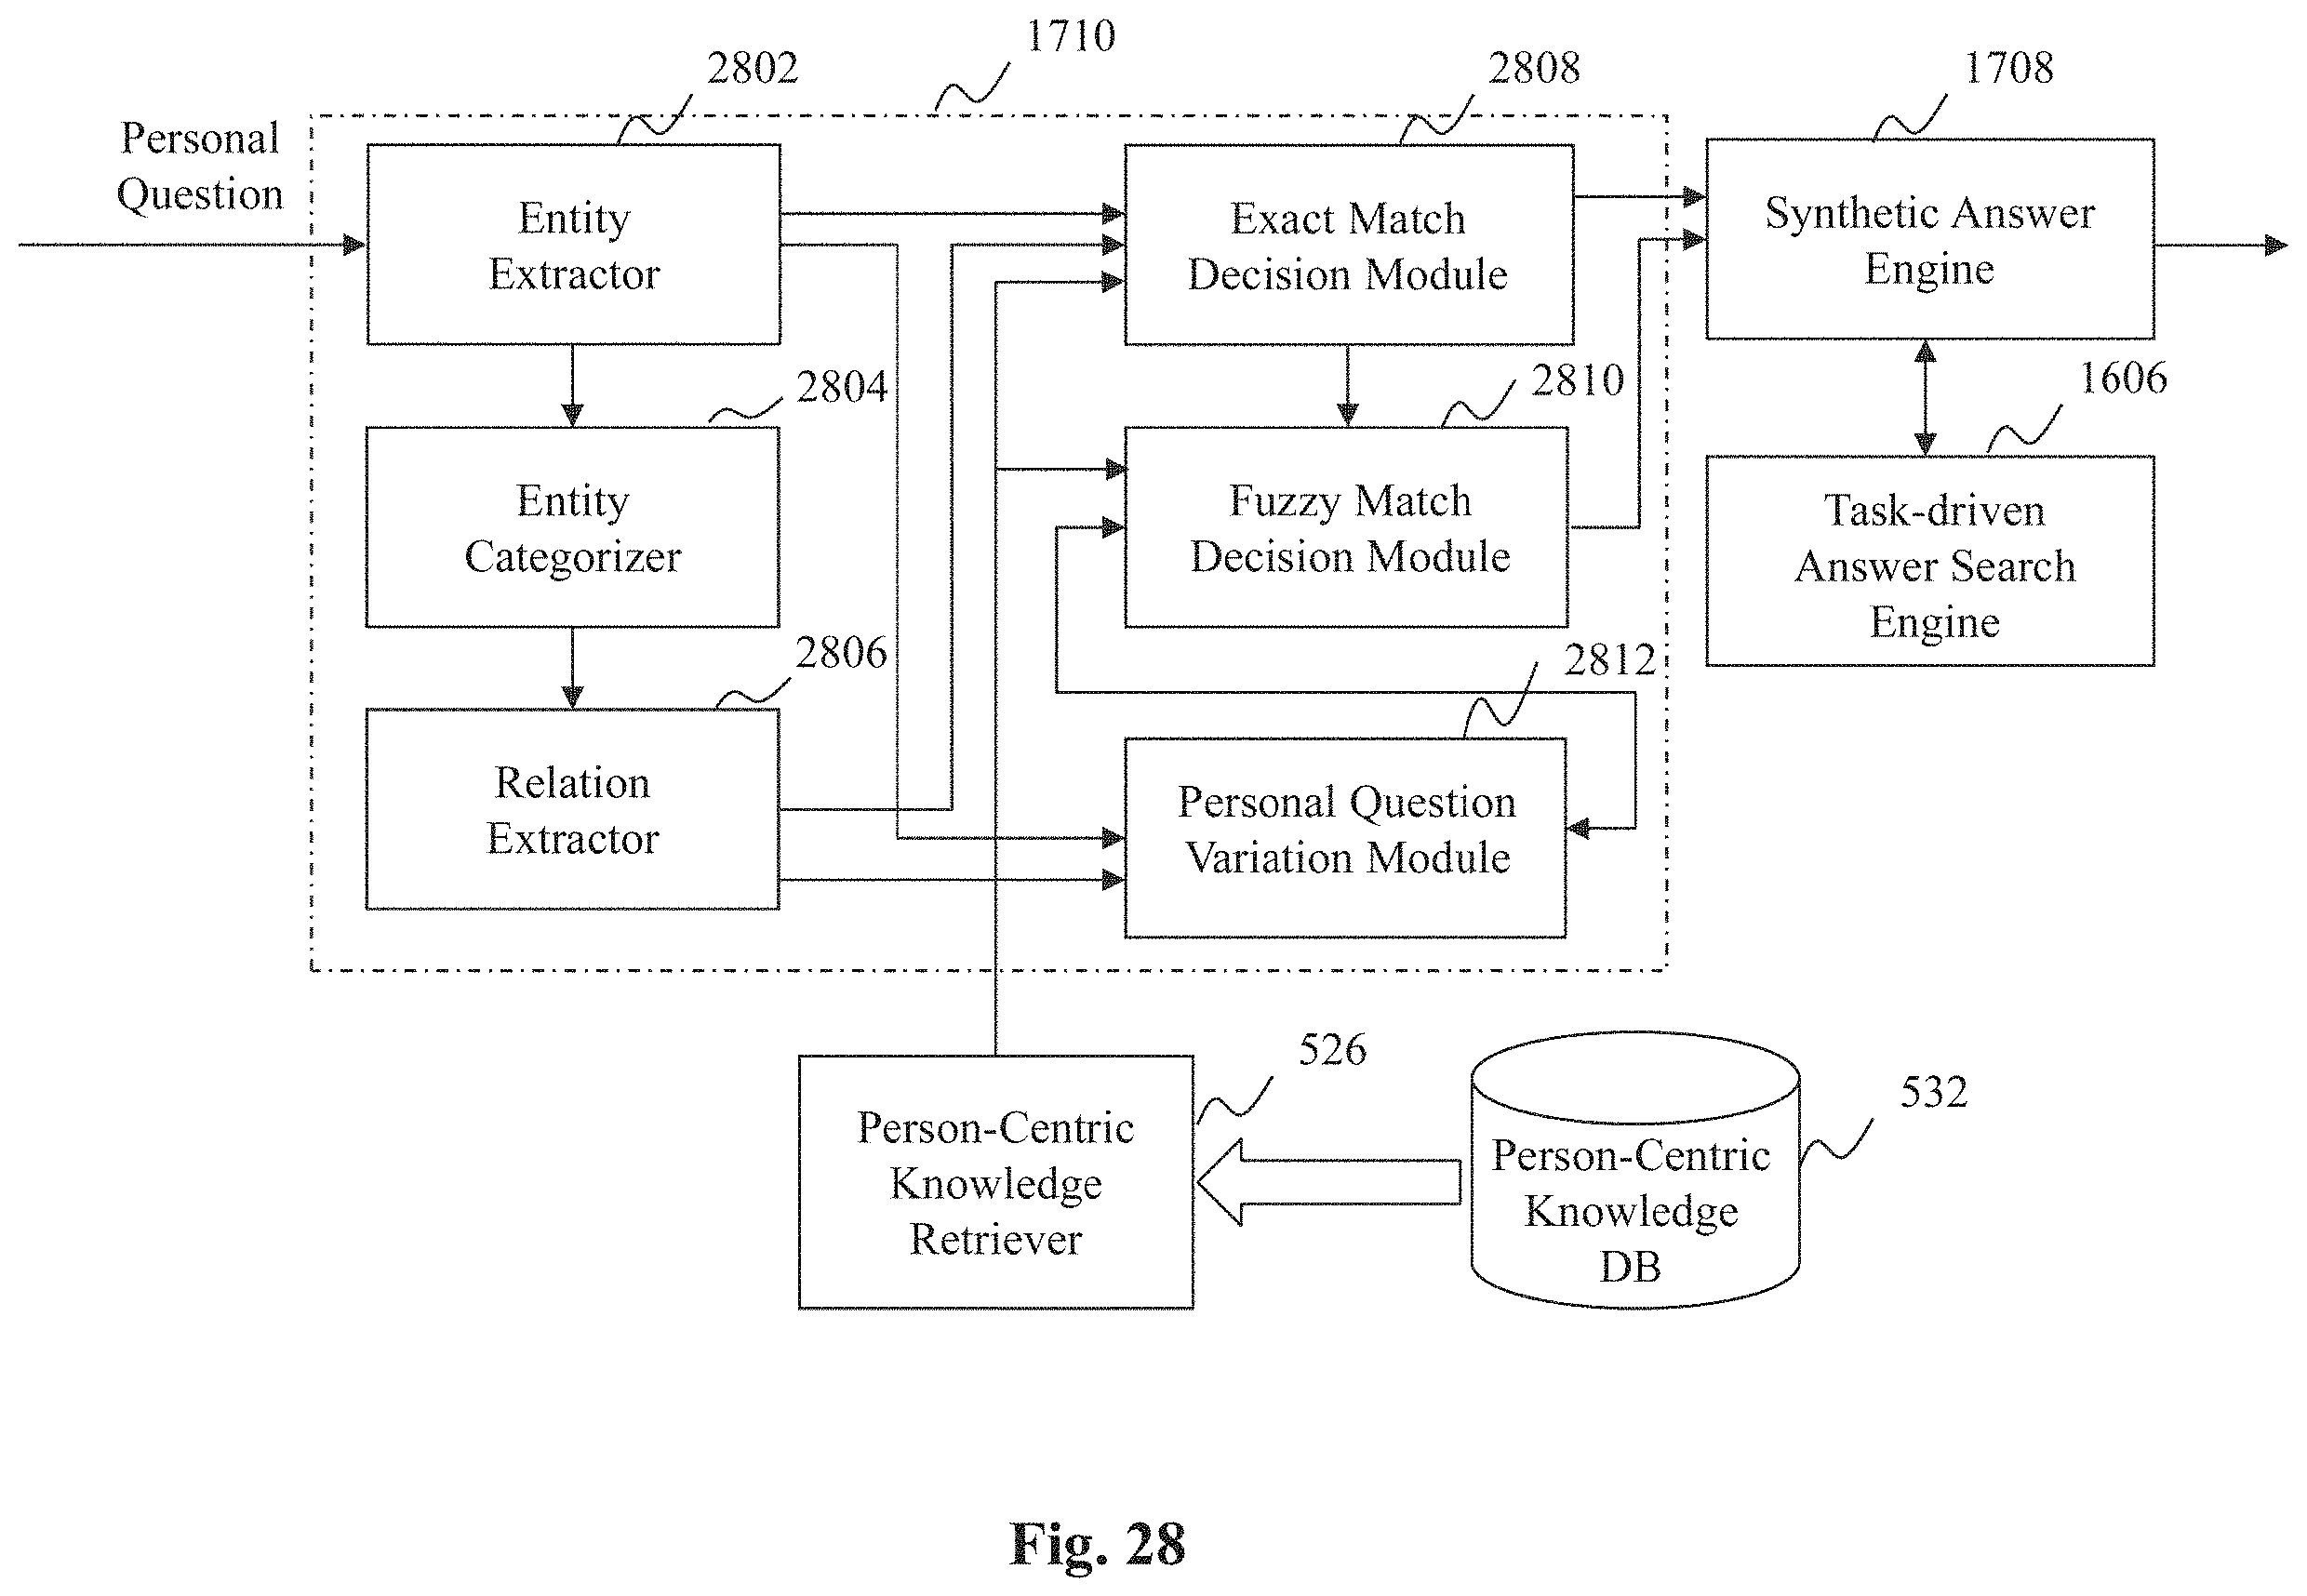 1710
2802
2808
1708
Personal
Question
Entity
Extractor
Exact Match
Decision Module
Synthetic Answer
Engine
2804
2810
1606
Entity
Categorizer
Fuzzy Match
Decision Module
Task-driven
Answer Search
Engine
2806
2812
Relation
Extractor
Personal Question
Variation Module
526
532
Person-Centric
Knowledge
Retriever
Person-Centric
Knowledge
DB
Fig. 28